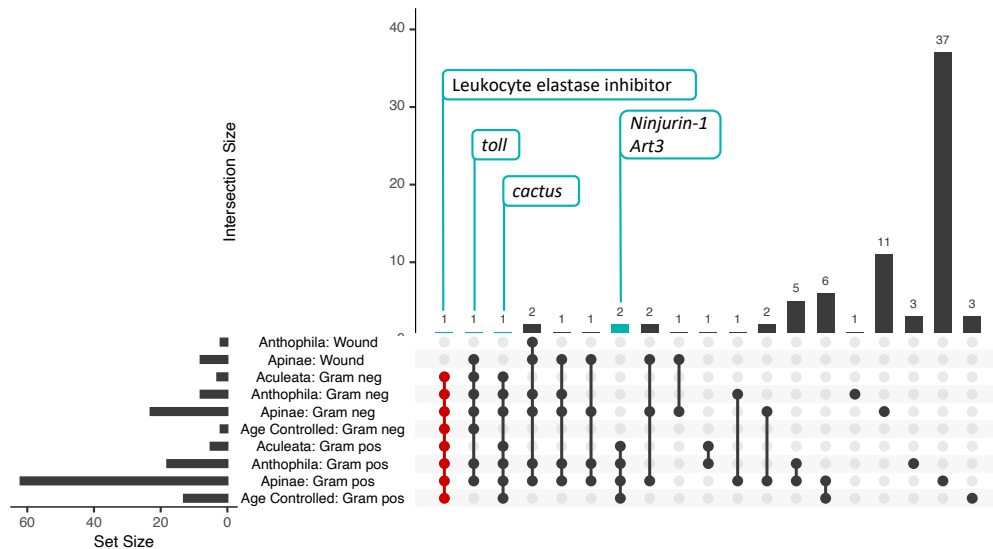 40
30
20
10
0
Intersection Size
Leukocyte elastase inhibitor
toll
cactus
Ninjurin-1
Art3
1 1 1 2 1 1 2 2 1 1 1 2 5 6 1 11 3 37 3
Anthophila: Wound
Apinae: Wound
Aculeata: Gram neg
Anthophila: Gram neg
Apinae: Gram neg
Age Controlled: Gram neg
Aculeata: Gram pos
Anthophila: Gram pos
Apinae: Gram pos
Age Controlled: Gram pos
60 40 20 0
Set Size